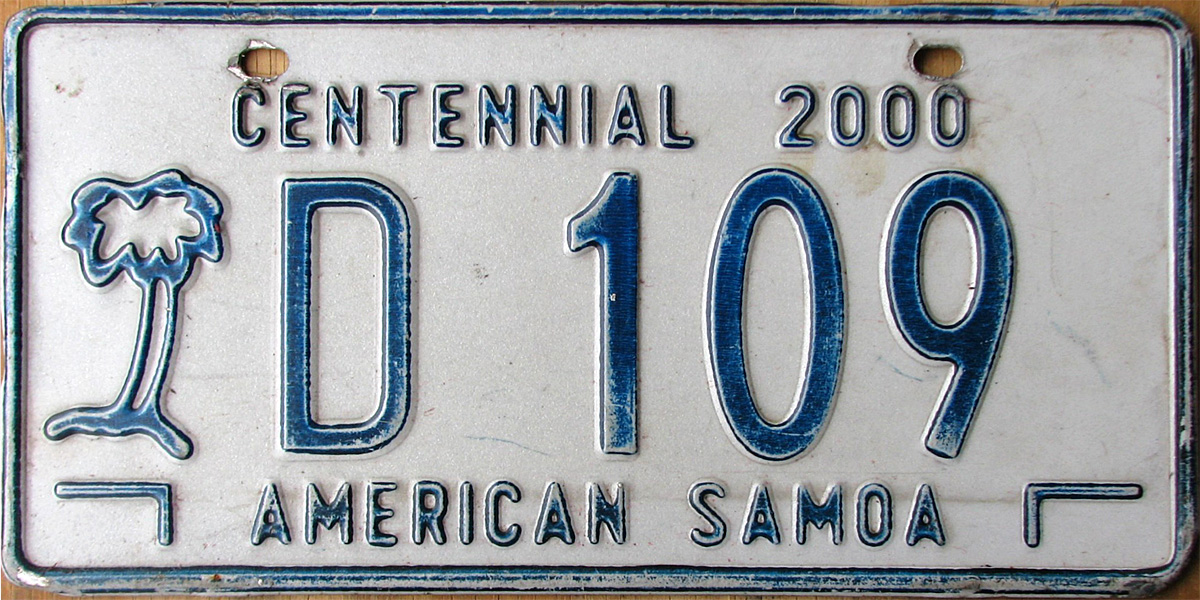 CENTENNIAL 2000
D 109
AMERICAN SAMOA